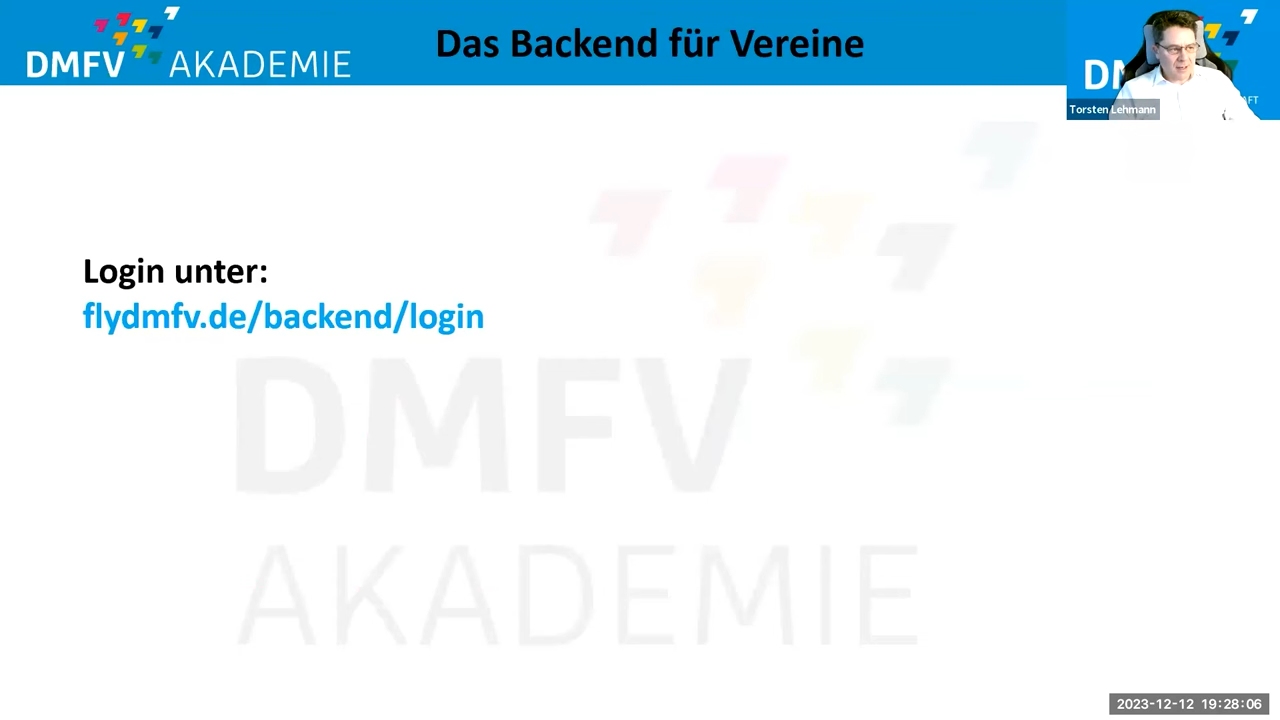 DMFV AKADEMIE
Das Backend für Vereine
Torsten Lehmann
Login unter:
flydmfv.de/backend/login
DMFV
AKADEMIE
2023-12-12 19:28:06